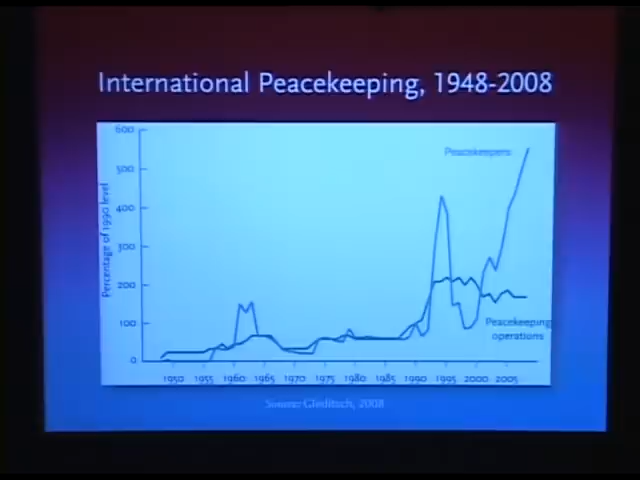 International Peacekeeping, 1948-2008
600
500
400
300
200
100
0
Percentage of 1990 level
Peacekeepers
Peacekeeping
operations
1950 1955 1960 1965 1970 1975 1980 1985 1990 1995 2000 2005
Source: Gleditsch, 2008